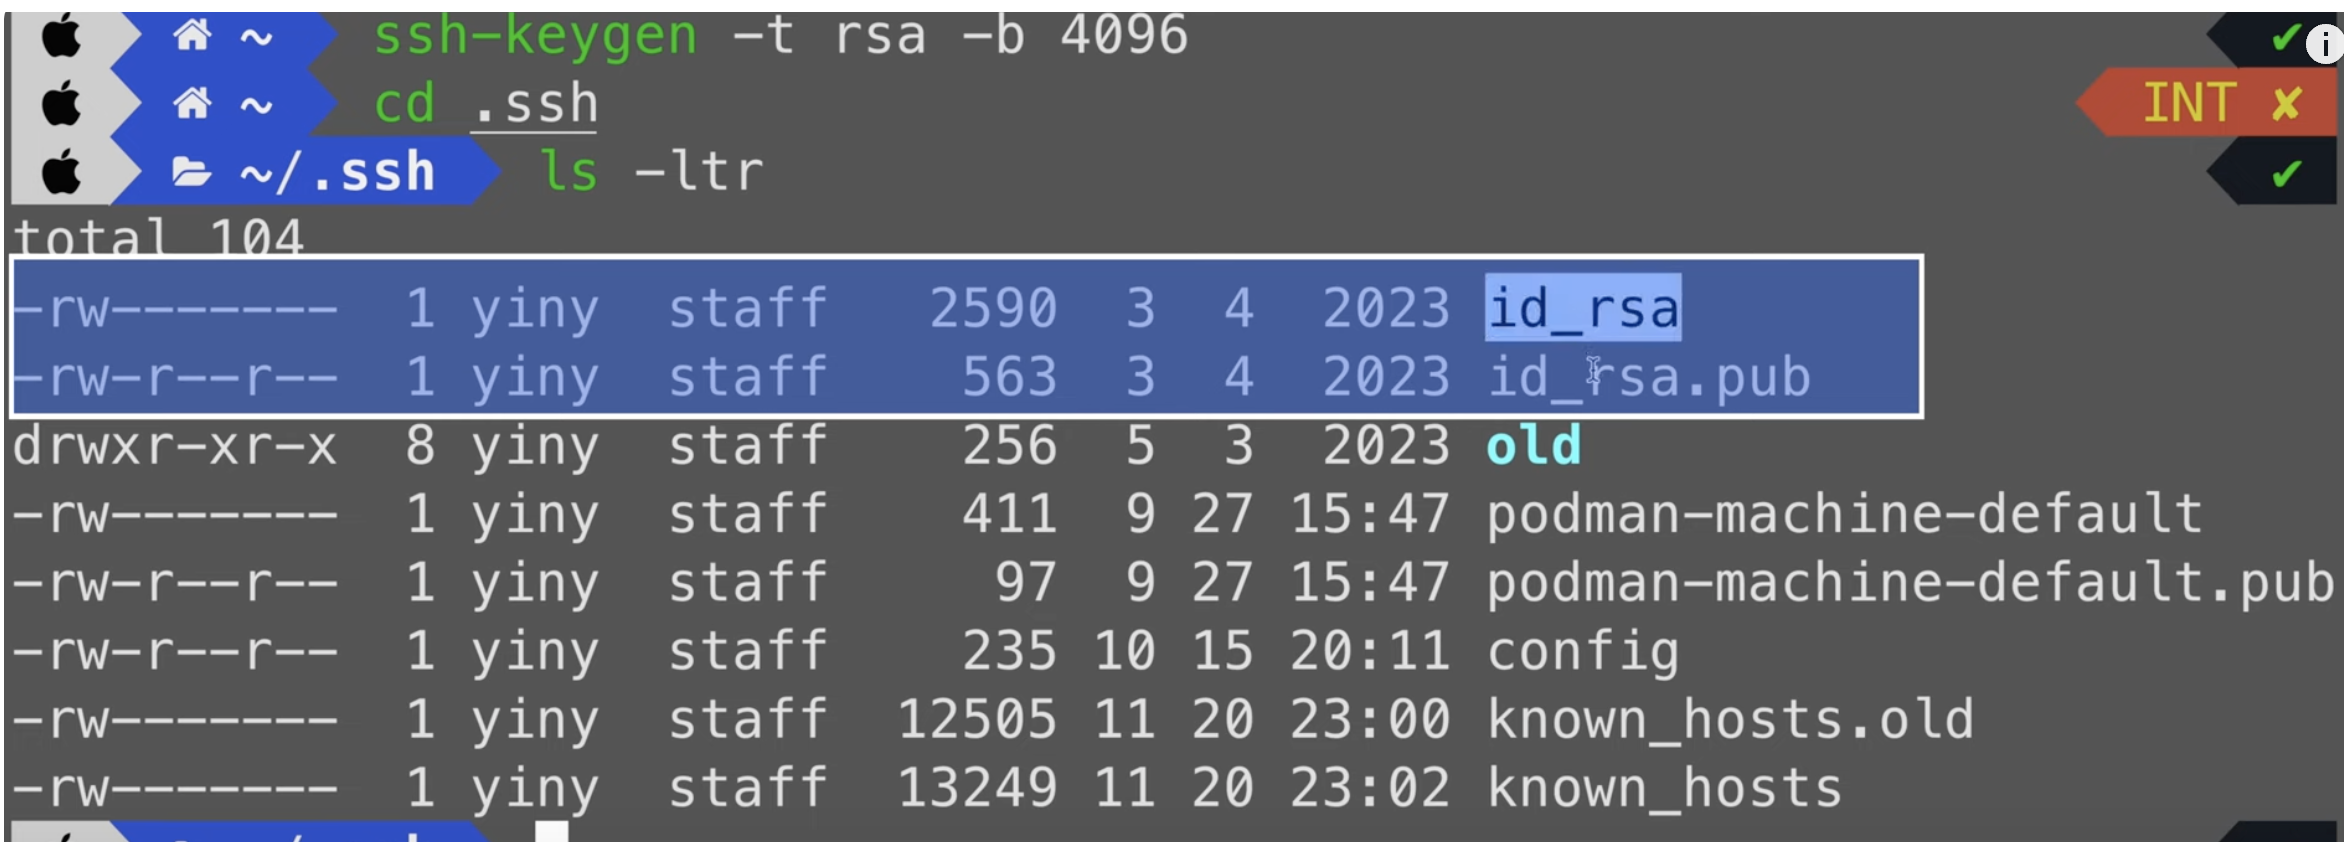 ~ ssh-keygen -t rsa -b 4096 ✔ i
~ cd .ssh INT ✘
~/.ssh ls -ltr ✔
total 104
-rw------- 1 yiny staff 2590 3 4 2023 id_rsa
-rw-r--r-- 1 yiny staff 563 3 4 2023 id_rsa.pub
drwxr-xr-x 8 yiny staff 256 5 3 2023 old
-rw------- 1 yiny staff 411 9 27 15:47 podman-machine-default
-rw-r--r-- 1 yiny staff 97 9 27 15:47 podman-machine-default.pub
-rw-r--r-- 1 yiny staff 235 10 15 20:11 config
-rw------- 1 yiny staff 12505 11 20 23:00 known_hosts.old
-rw------- 1 yiny staff 13249 11 20 23:02 known_hosts